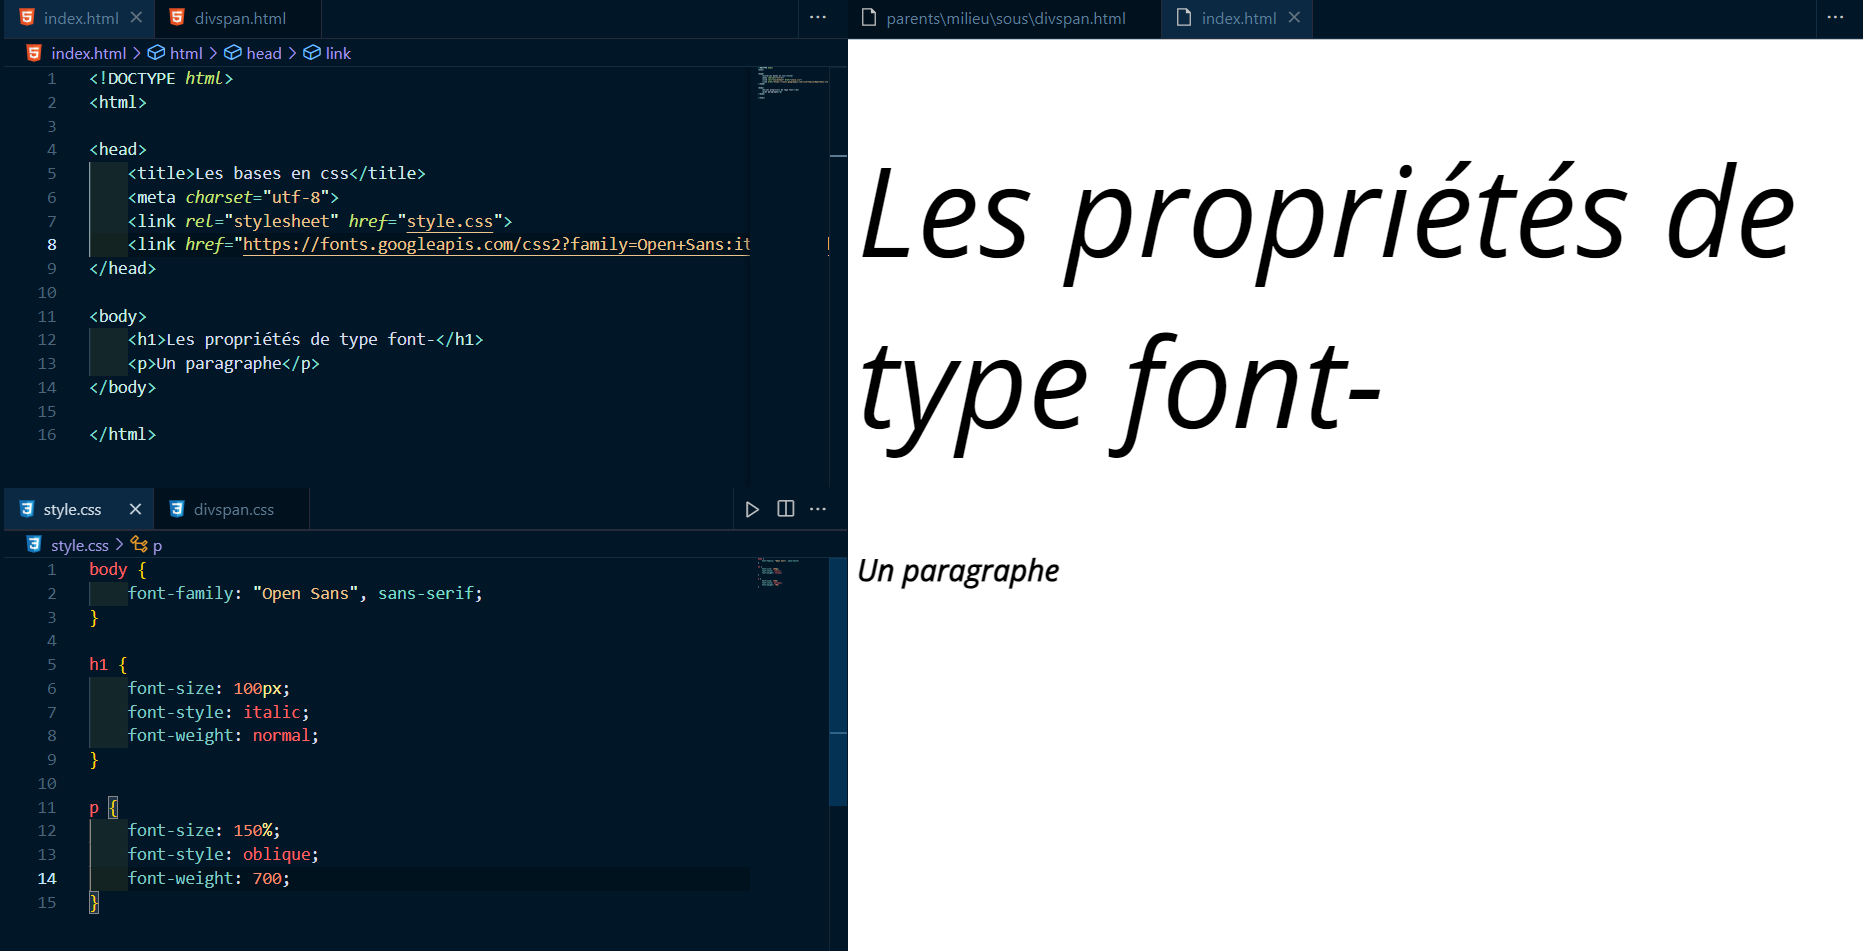 index.html
divspan.html
index.html > html > head > link
1 <!DOCTYPE html>
2 <html>
3
4 <head>
5 <title>Les bases en css</title>
6 <meta charset="utf-8">
7 <link rel="stylesheet" href="style.css">
8 <link href="https://fonts.googleapis.com/css2?family=Open+Sans:it
9 </head>
10
11 <body>
12 <h1>Les propriétés de type font-</h1>
13 <p>Un paragraphe</p>
14 </body>
15
16 </html>
style.css
divspan.css
style.css > p
1 body {
2 font-family: "Open Sans", sans-serif;
3 }
4
5 h1 {
6 font-size: 100px;
7 font-style: italic;
8 font-weight: normal;
9 }
10
11 p {
12 font-size: 150%;
13 font-style: oblique;
14 font-weight: 700;
15 }
parents\milieu\sous\divspan.html
index.html
Les propriétés de
type font-
Un paragraphe